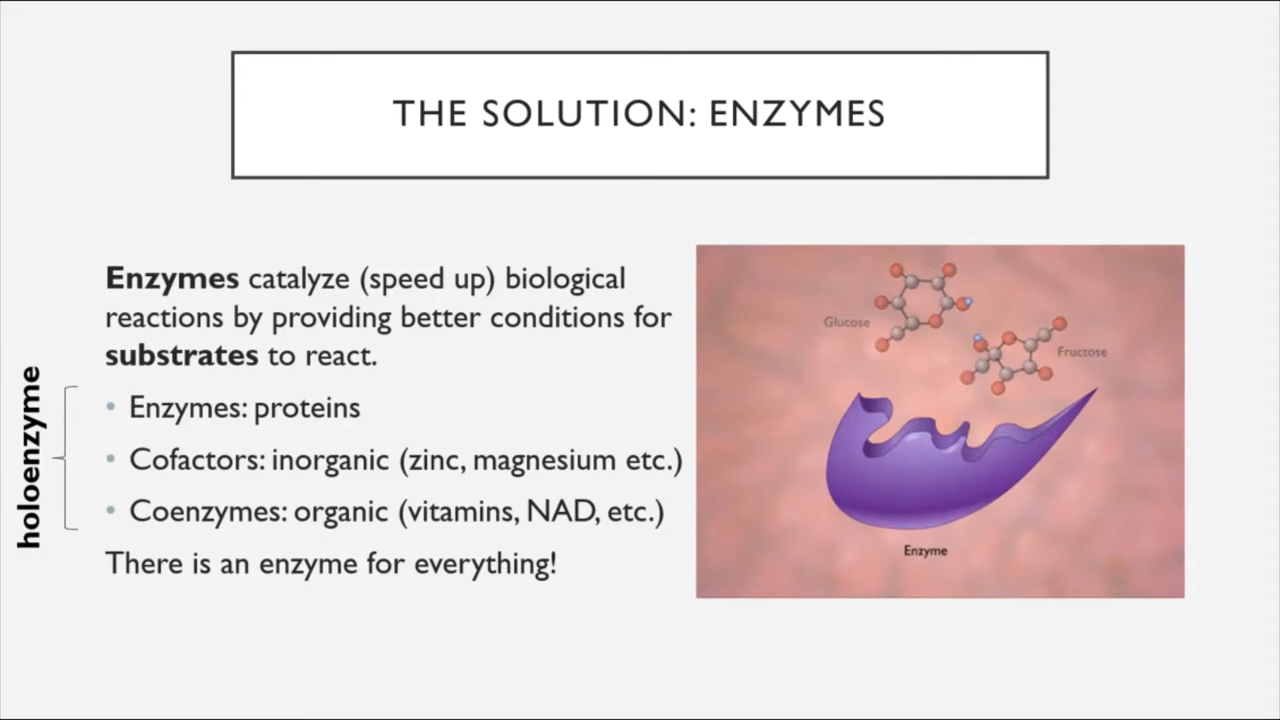 THE SOLUTION: ENZYMES
Enzymes catalyze (speed up) biological
reactions by providing better conditions for
substrates to react.
holoenzyme
• Enzymes: proteins
• Cofactors: inorganic (zinc, magnesium etc.)
• Coenzymes: organic (vitamins, NAD, etc.)
There is an enzyme for everything!
Glucose
Fructose
Enzyme